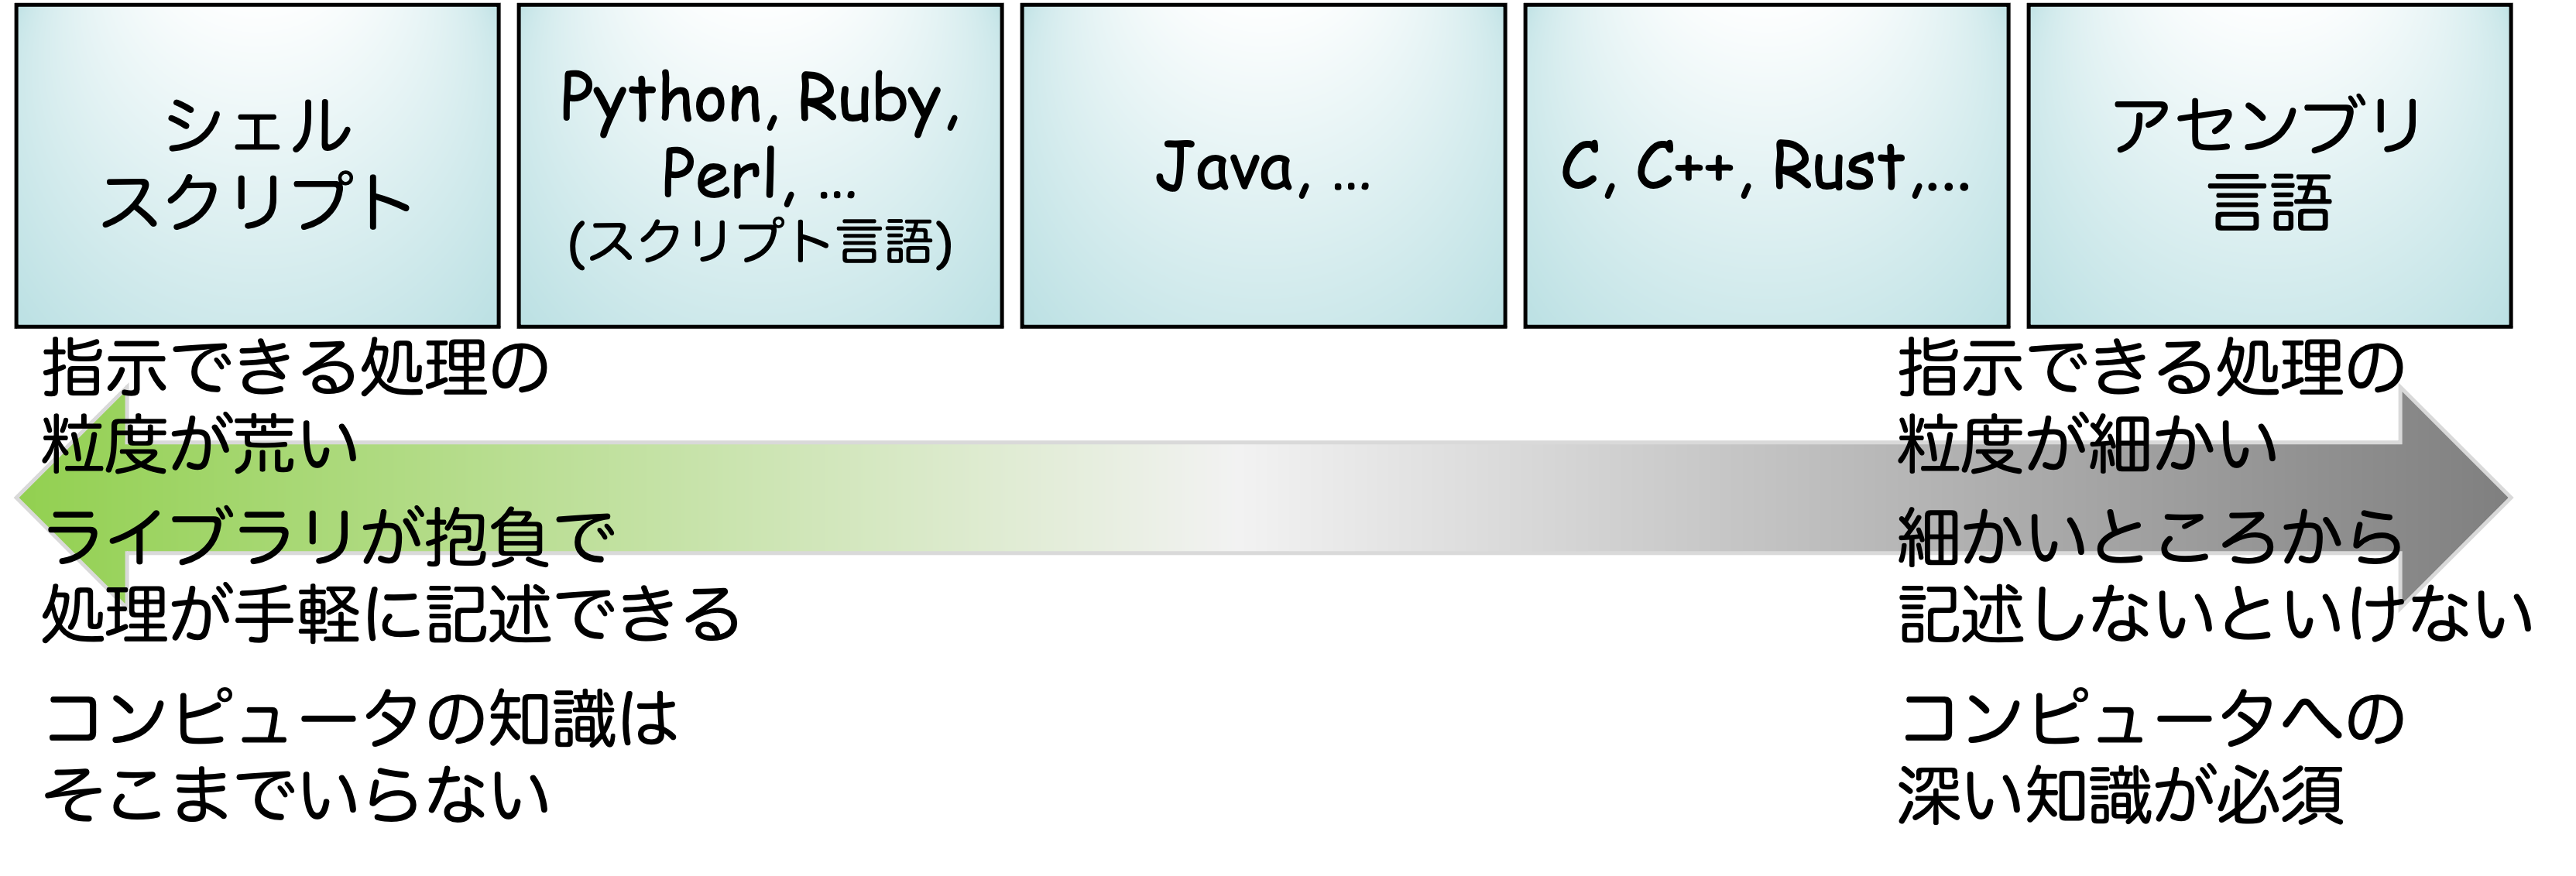 シェル
スクリプト
Python, Ruby,
Perl, ...
(スクリプト言語)
Java, ...
C, C++, Rust,...
アセンブリ
言語
指示できる処理の
粒度が荒い
ライブラリが抱負で
処理が手軽に記述できる
コンピュータの知識は
そこまでいらない
指示できる処理の
粒度が細かい
細かいところから
記述しないといけない
コンピュータへの
深い知識が必須